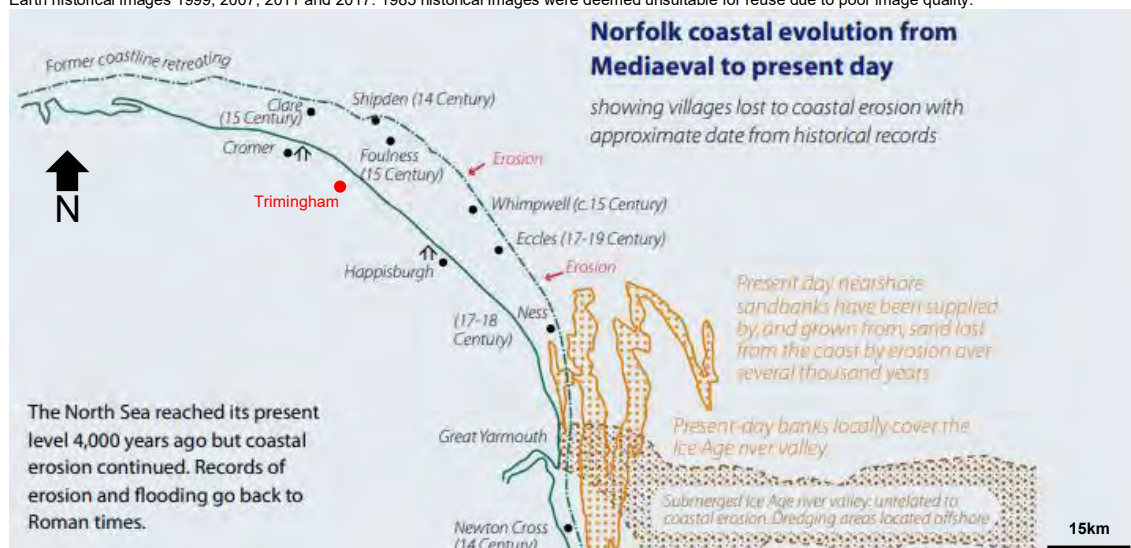 Earth historical images 1999, 2007, 2011 and 2017. 1985 historical images were deemed unsuitable for reuse due to poor image quality.
Norfolk coastal evolution from
Mediaeval to present day
showing villages lost to coastal erosion with
approximate date from historical records
Former coastline retreating
Clare
(15 Century)
Shipden (14 Century)
Cromer
Foulness
(15 Century)
Erosion
N
Trimingham
Whimpwell (c.15 Century)
Eccles (17-19 Century)
Happisburgh
Erosion
Ness
(17-18
Century)
Present day nearshore
sandbanks have been supplied
by, and grown from, sand lost
from the coast by erosion over
several thousand years
The North Sea reached its present
level 4,000 years ago but coastal
erosion continued. Records of
erosion and flooding go back to
Roman times.
Great Yarmouth
Present-day banks locally cover the
Ice Age river valley.
Submerged Ice Age river valley: unrelated to
coastal erosion. Dredging areas located offshore
Newton Cross
(14 Century)
15km